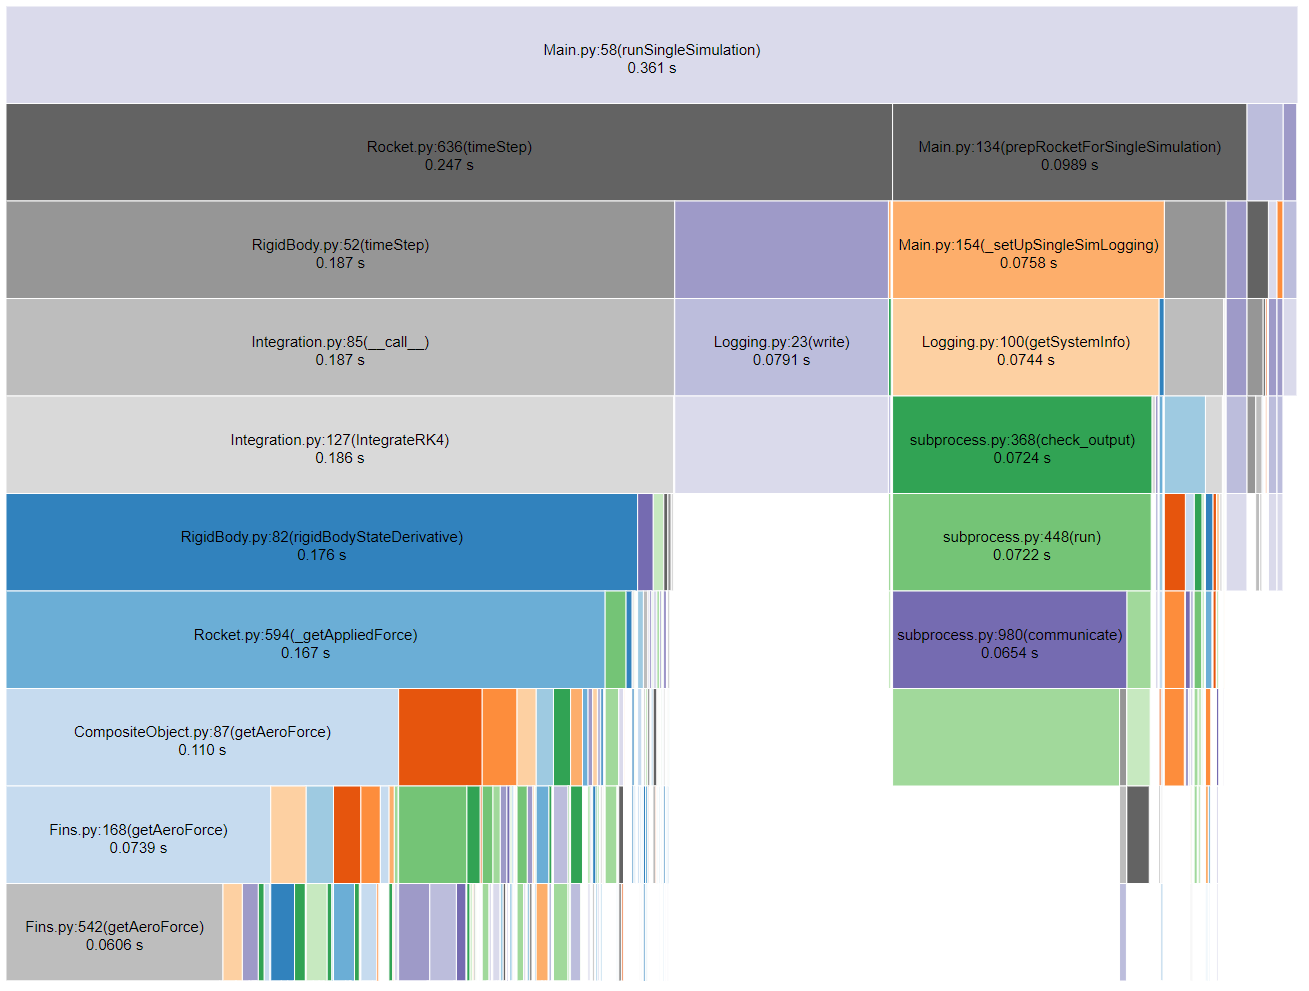 Main.py:58(runSingleSimulation)
0.361 s
Rocket.py:636(timeStep)
0.247 s
Main.py:134(prepRocketForSingleSimulation)
0.0989 s
RigidBody.py:52(timeStep)
0.187 s
Main.py:154(_setUpSingleSimLogging)
0.0758 s
Integration.py:85(__call__)
0.187 s
Logging.py:23(write)
0.0791 s
Logging.py:100(getSystemInfo)
0.0744 s
Integration.py:127(IntegrateRK4)
0.186 s
subprocess.py:368(check_output)
0.0724 s
RigidBody.py:82(rigidBodyStateDerivative)
0.176 s
subprocess.py:448(run)
0.0722 s
Rocket.py:594(_getAppliedForce)
0.167 s
subprocess.py:980(communicate)
0.0654 s
CompositeObject.py:87(getAeroForce)
0.110 s
Fins.py:168(getAeroForce)
0.0739 s
Fins.py:542(getAeroForce)
0.0606 s